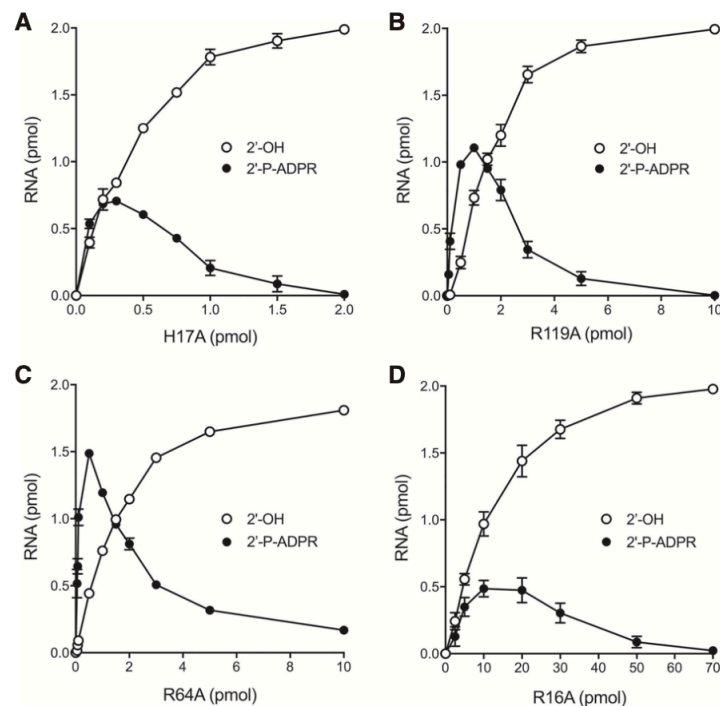 A
RNA (pmol)
2.0
1.5
1.0
0.5
0.0
2'-OH
2'-P-ADPR
0.0 0.5 1.0 1.5 2.0
H17A (pmol)
B
RNA (pmol)
2.0
1.5
1.0
0.5
0.0
2'-OH
2'-P-ADPR
0 2 4 6 8 10
R119A (pmol)
C
RNA (pmol)
2.0
1.5
1.0
0.5
0.0
2'-OH
2'-P-ADPR
0 2 4 6 8 10
R64A (pmol)
D
RNA (pmol)
2.0
1.5
1.0
0.5
0.0
2'-OH
2'-P-ADPR
0 10 20 30 40 50 60 70
R16A (pmol)